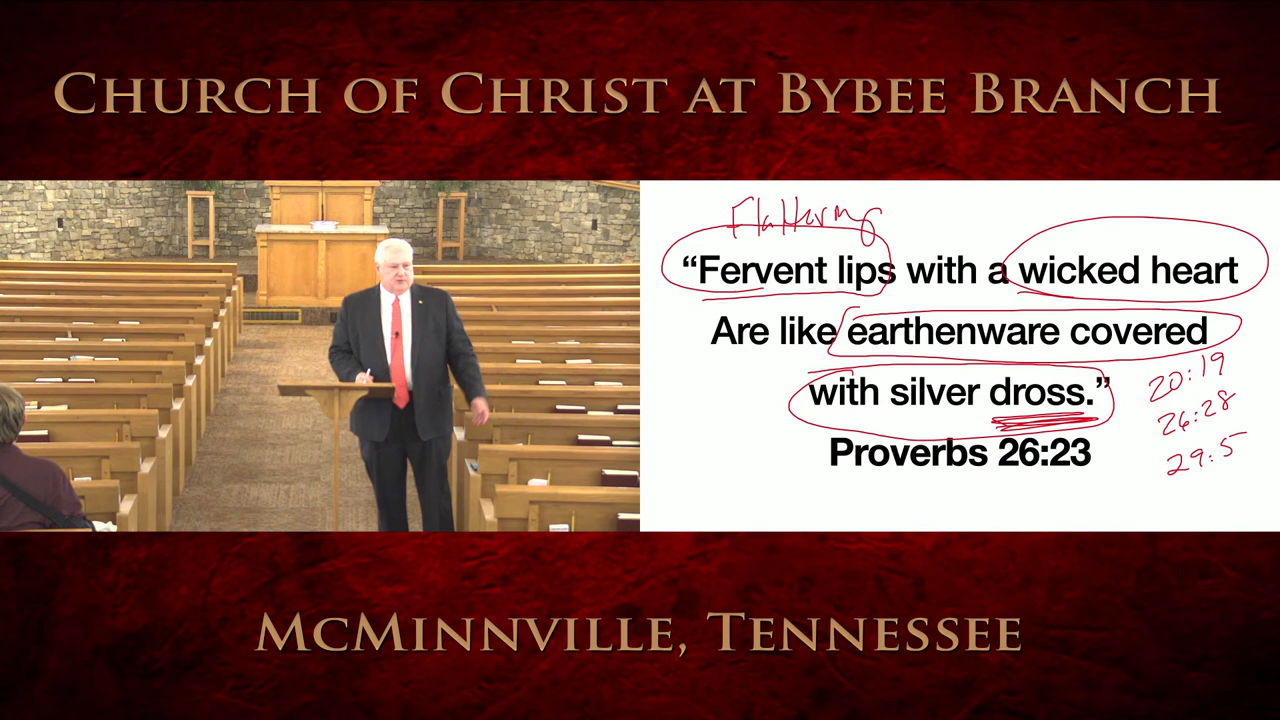 CHURCH OF CHRIST AT BYBEE BRANCH
Flattering
“Fervent lips with a wicked heart
Are like earthenware covered
with silver dross.”
Proverbs 26:23
20:19
26:28
29:5
MCMINNVILLE, TENNESSEE